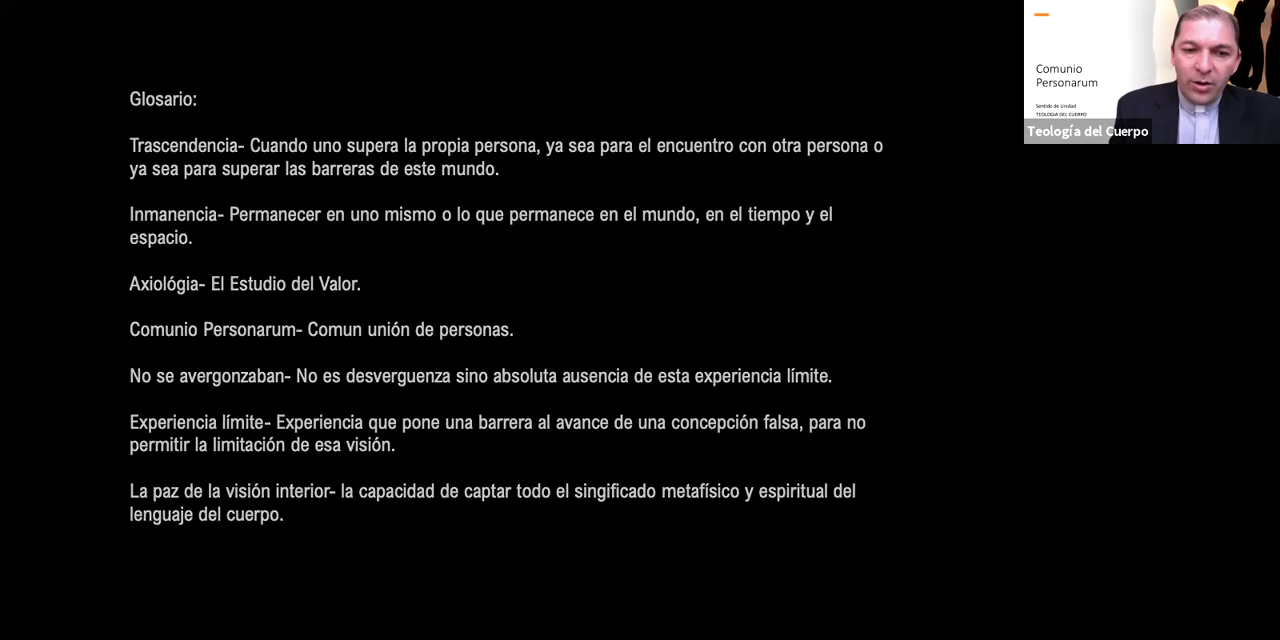 Glosario:
Trascendencia- Cuando uno supera la propia persona, ya sea para el encuentro con otra persona o
ya sea para superar las barreras de este mundo.
Inmanencia- Permanecer en uno mismo o lo que permanece en el mundo, en el tiempo y el
espacio.
Axiológia- El Estudio del Valor.
Comunio Personarum- Comun unión de personas.
No se avergonzaban- No es desverguenza sino absoluta ausencia de esta experiencia límite.
Experiencia límite- Experiencia que pone una barrera al avance de una concepción falsa, para no
permitir la limitación de esa visión.
La paz de la visión interior- la capacidad de captar todo el singificado metafísico y espiritual del
lenguaje del cuerpo.
Comunio
Personarum
Sentido de Unidad
TEOLOGIA DEL CUERPO
Teología del Cuerpo